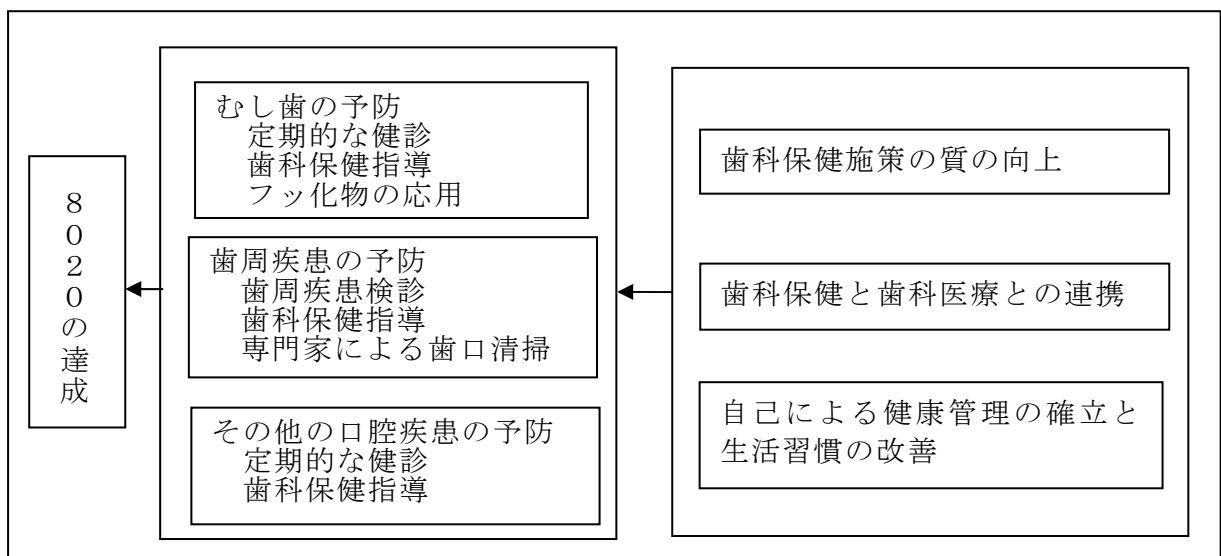 8020の達成
むし歯の予防
定期的な健診
歯科保健指導
フッ化物の応用
歯周疾患の予防
歯周疾患検診
歯科保健指導
専門家による歯口清掃
その他の口腔疾患の予防
定期的な健診
歯科保健指導
歯科保健施策の質の向上
歯科保健と歯科医療との連携
自己による健康管理の確立と
生活習慣の改善